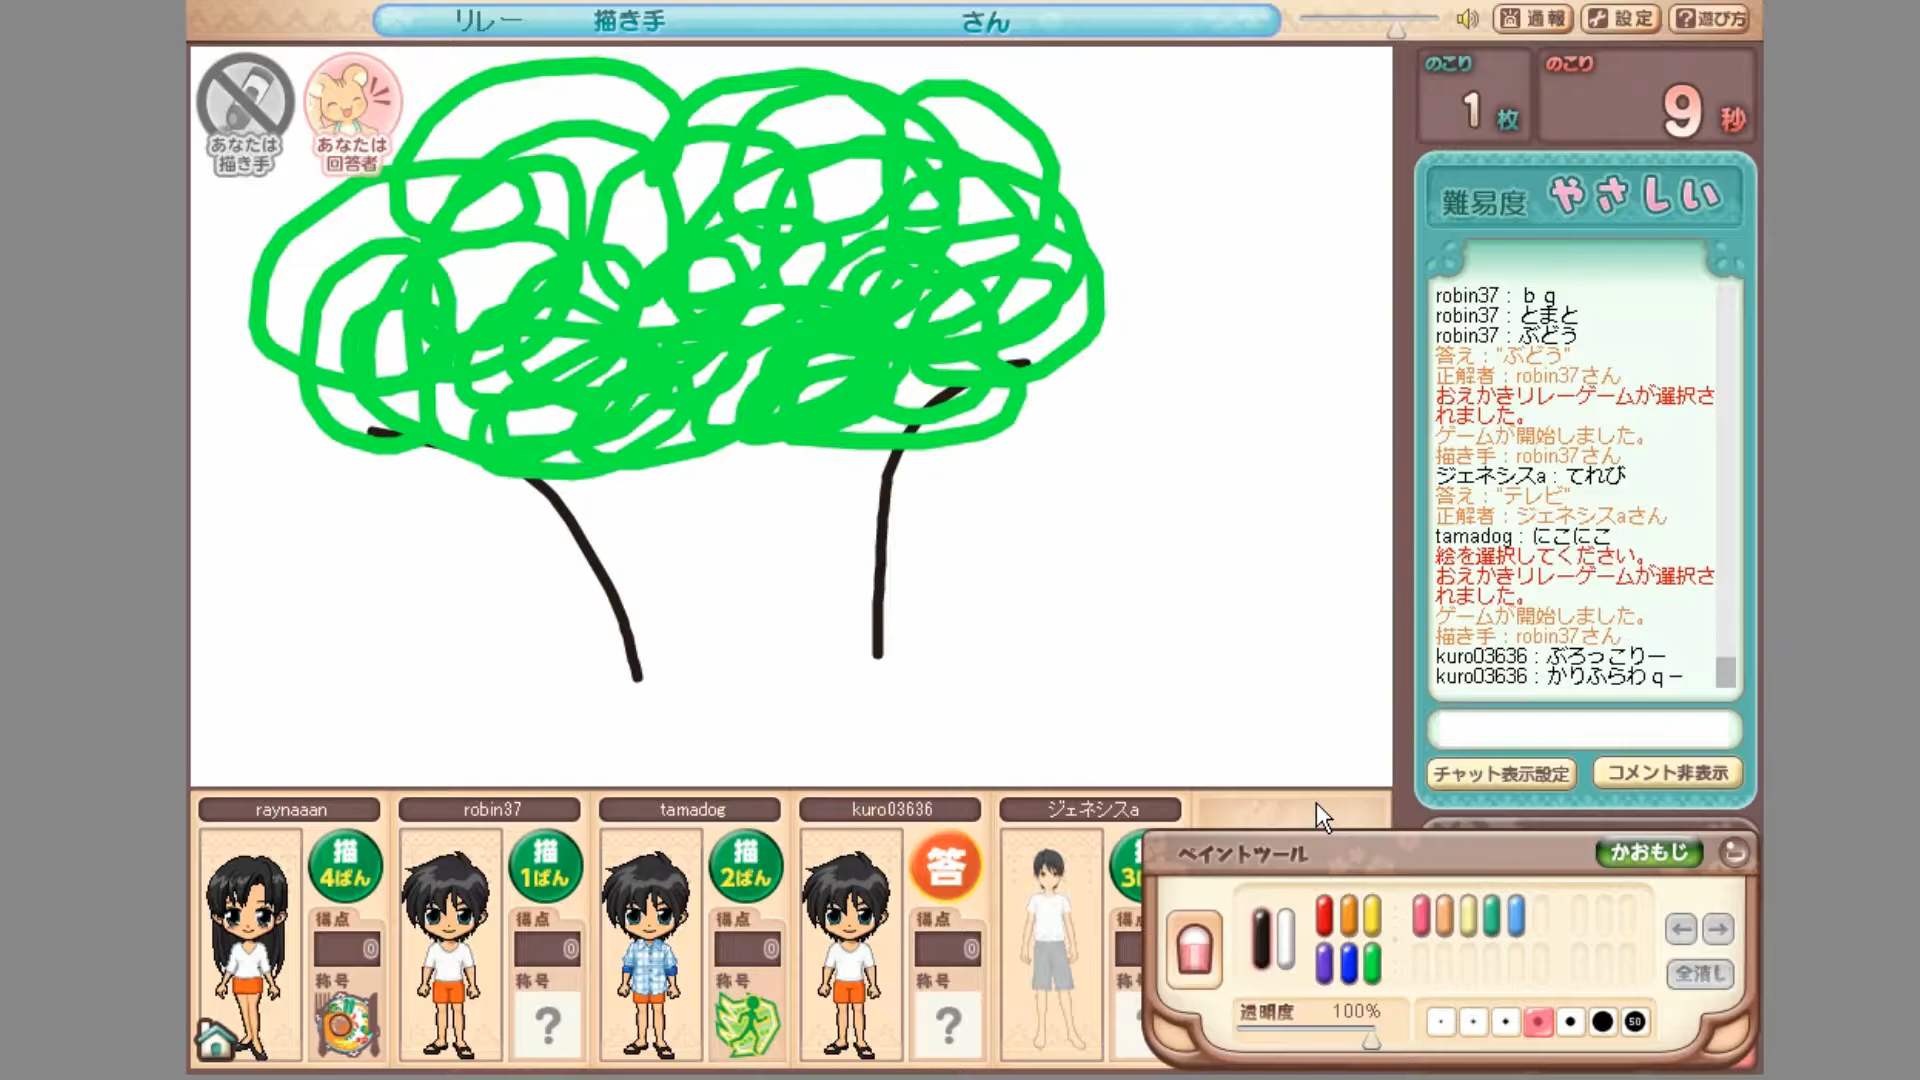 リレー 描き手 さん
通報 設定 ?遊び方
あなたは
描き手
あなたは
回答者
のこり
1枚
のこり
9秒
難易度 やさしい
robin37 : ｂｇ
robin37 : とまと
robin37 : ぶどう
答え : "ぶどう"
正解者 : robin37さん
おえかきリレーゲームが選択さ
れました。
ゲームが開始しました。
描き手 : robin37さん
ジェネシスa : てれび
答え : "テレビ"
正解者 : ジェネシスaさん
tamadog : にこにこ
絵を選択してください。
おえかきリレーゲームが選択さ
れました。
ゲームが開始しました。
描き手 : robin37さん
kuro03636 : ぶろっこりー
kuro03636 : かりふらわｑー
チャット表示設定 コメント非表示
raynaaan
描
4ばん
得点
0
称号
robin37
描
1ばん
得点
0
称号
?
tamadog
描
2ばん
得点
0
称号
kuro03636
答
得点
0
称号
?
ジェネシスa
ペイントツール かおもじ
全消し
透明度 100%
50